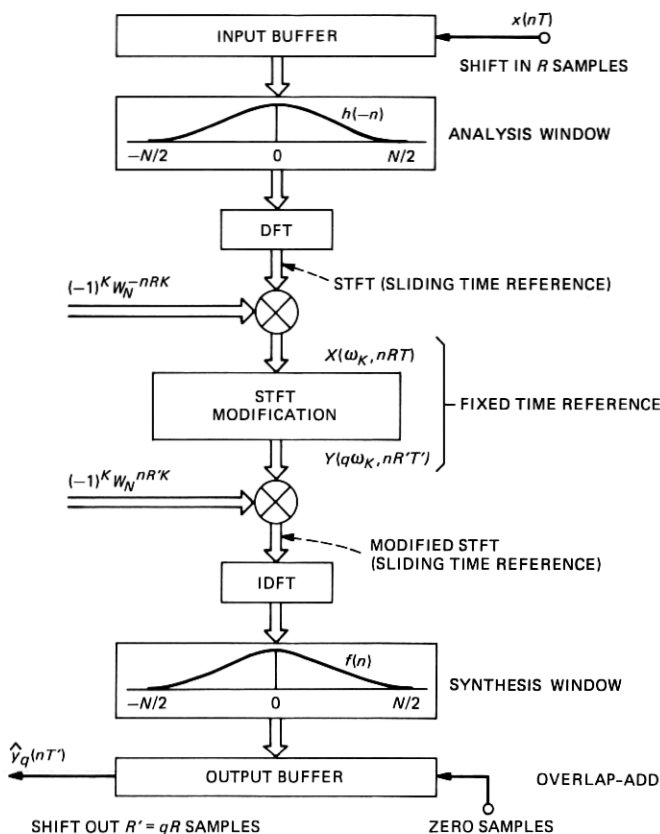 x(nT)
INPUT BUFFER
SHIFT IN R SAMPLES
h(−n)
−N/2 0 N/2
ANALYSIS WINDOW
DFT
STFT (SLIDING TIME REFERENCE)
(−1)^K W_N^−nRK
X(ω_K, nRT)
STFT
MODIFICATION
FIXED TIME REFERENCE
Y(qω_K, nR'T')
(−1)^K W_N^nR'K
MODIFIED STFT
(SLIDING TIME REFERENCE)
IDFT
f(n)
−N/2 0 N/2
SYNTHESIS WINDOW
ŷ_q(nT')
OUTPUT BUFFER
OVERLAP-ADD
SHIFT OUT R' = qR SAMPLES
ZERO SAMPLES